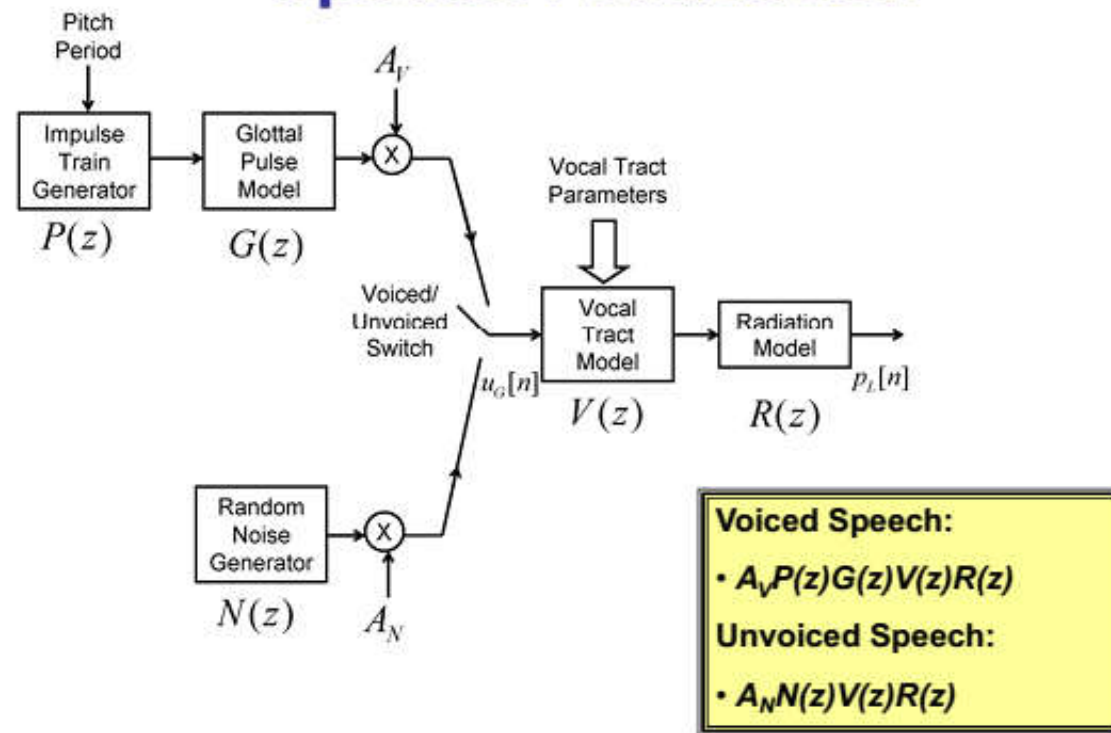 Pitch
Period
Impulse
Train
Generator
P(z)
Glottal
Pulse
Model
G(z)
A_V
X
Voiced/
Unvoiced
Switch
Vocal Tract
Parameters
u_G[n]
Vocal
Tract
Model
V(z)
Radiation
Model
R(z)
p_L[n]
Random
Noise
Generator
N(z)
X
A_N
Voiced Speech:
• A_VP(z)G(z)V(z)R(z)
Unvoiced Speech:
• A_NN(z)V(z)R(z)